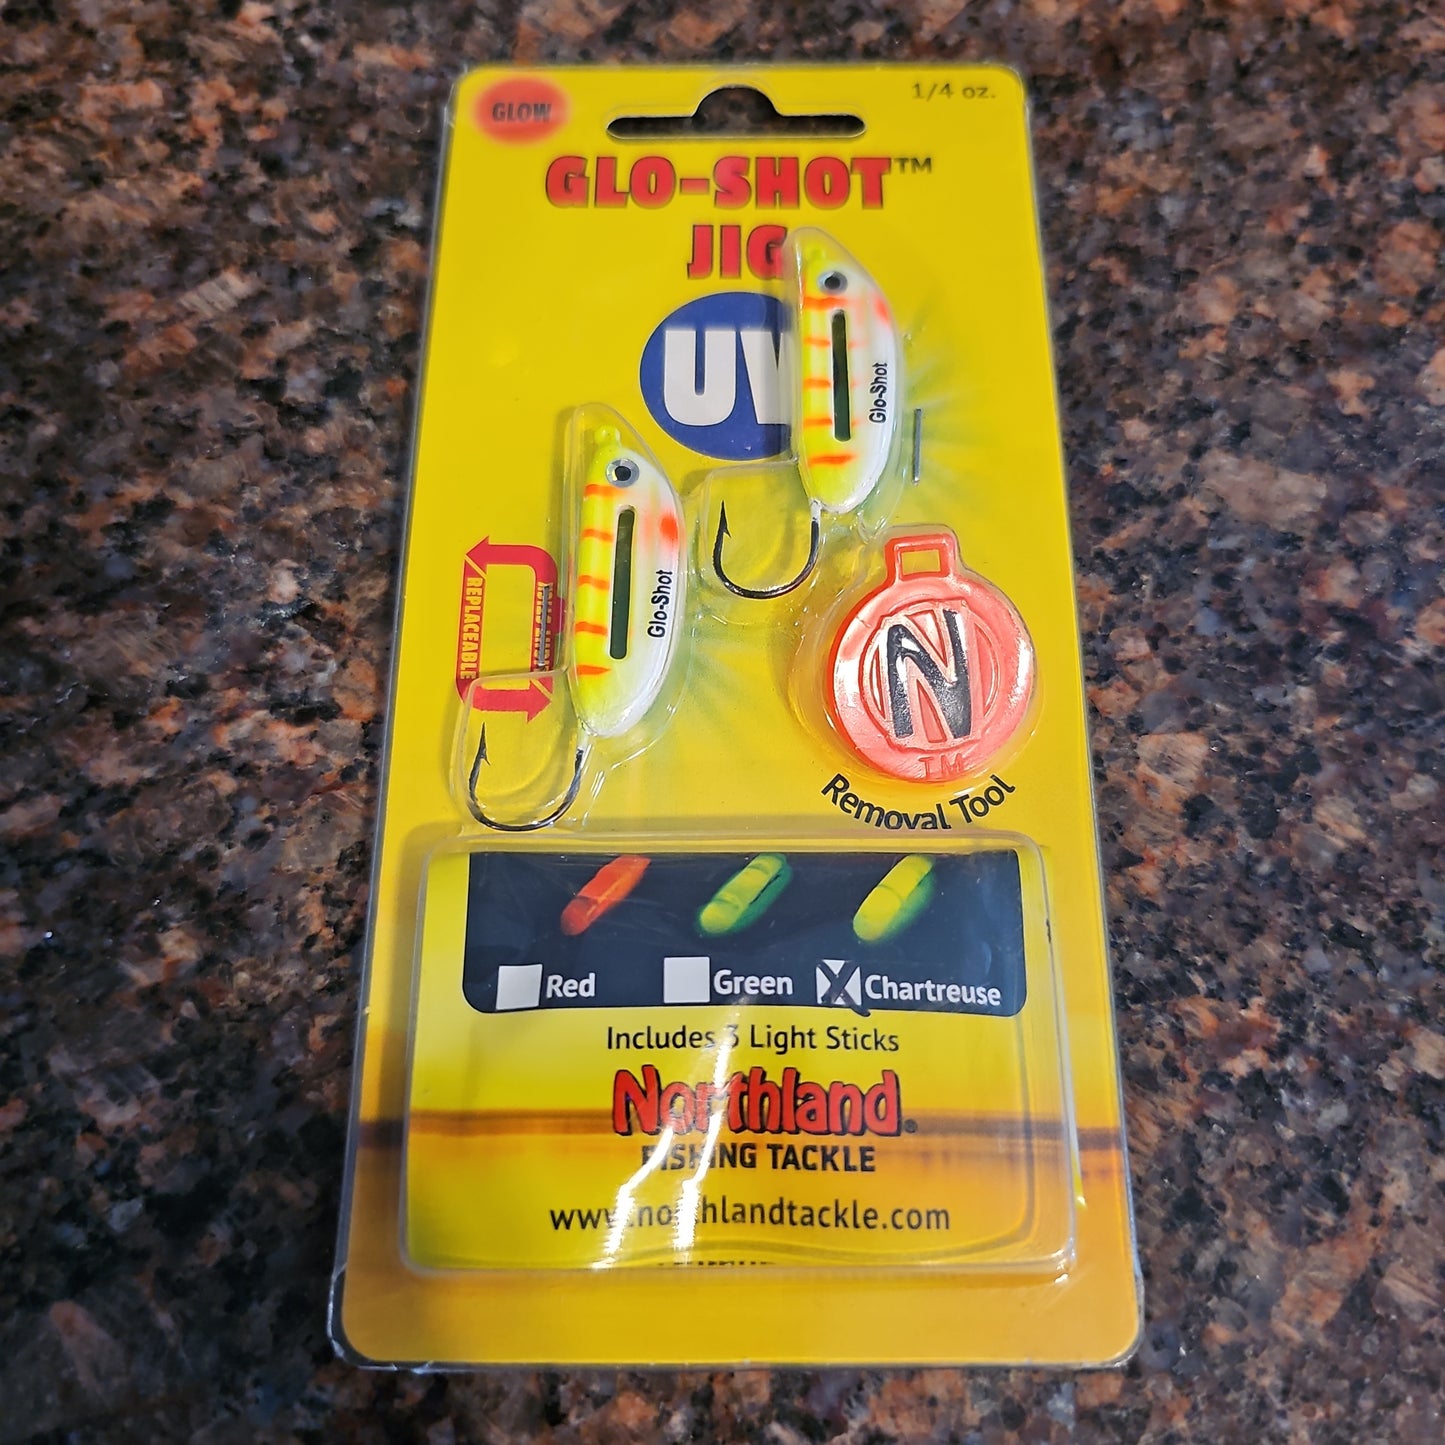 GLOW
1/4 oz.
GLO-SHOT™
JIG
UV
Glo-Shot
Glo-Shot
REPLACEABLE
N
TM
Removal Tool
Red
Green
Chartreuse
Includes 3 Light Sticks
Northland®
FISHING TACKLE
www.northlandtackle.com